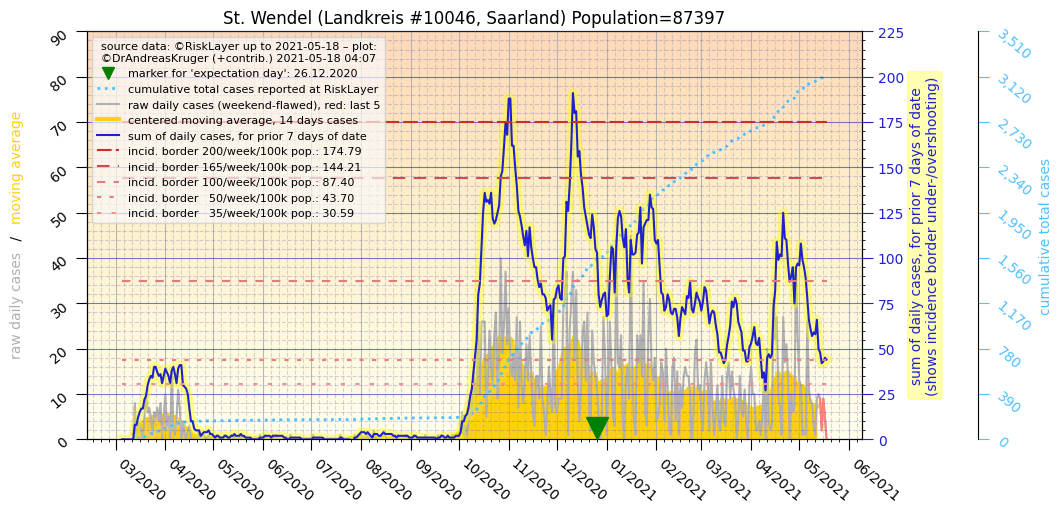 St. Wendel (Landkreis #10046, Saarland) Population=87397
source data: ©RiskLayer up to 2021-05-18 – plot:
©DrAndreasKruger (+contrib.) 2021-05-18 04:07
marker for 'expectation day': 26.12.2020
cumulative total cases reported at RiskLayer
raw daily cases (weekend-flawed), red: last 5
centered moving average, 14 days cases
sum of daily cases, for prior 7 days of date
incid. border 200/week/100k pop.: 174.79
incid. border 165/week/100k pop.: 144.21
incid. border 100/week/100k pop.: 87.40
incid. border 50/week/100k pop.: 43.70
incid. border 35/week/100k pop.: 30.59
raw daily cases / moving average
90
80
70
60
50
40
30
20
10
0
03/2020
04/2020
05/2020
06/2020
07/2020
08/2020
09/2020
10/2020
11/2020
12/2020
01/2021
02/2021
03/2021
04/2021
05/2021
06/2021
225
200
175
150
125
100
75
50
25
0
sum of daily cases, for prior 7 days of date
(shows incidence border under-/overshooting)
3,510
3,120
2,730
2,340
1,950
1,560
1,170
780
390
0
cumulative total cases